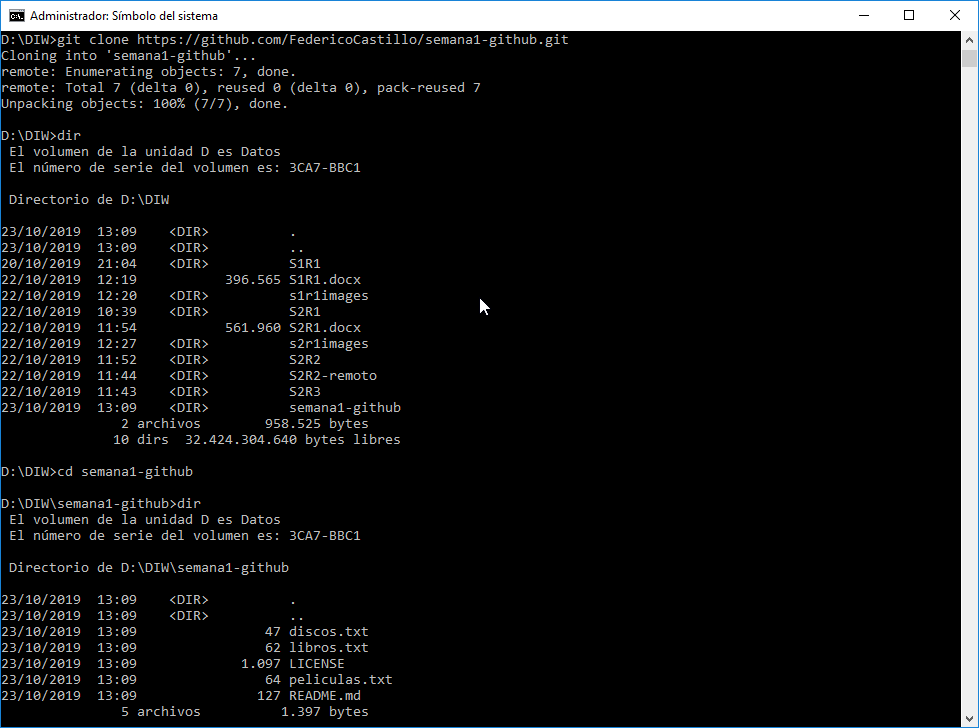 Administrador: Símbolo del sistema
D:\DIW>git clone https://github.com/FedericoCastillo/semana1-github.git
Cloning into 'semana1-github'...
remote: Enumerating objects: 7, done.
remote: Total 7 (delta 0), reused 0 (delta 0), pack-reused 7
Unpacking objects: 100% (7/7), done.
D:\DIW>dir
El volumen de la unidad D es Datos
El número de serie del volumen es: 3CA7-BBC1
Directorio de D:\DIW
23/10/2019  13:09    <DIR>          .
23/10/2019  13:09    <DIR>          ..
20/10/2019  21:04    <DIR>          S1R1
22/10/2019  12:19           396.565 S1R1.docx
22/10/2019  12:20    <DIR>          s1r1images
22/10/2019  10:39    <DIR>          S2R1
22/10/2019  11:54           561.960 S2R1.docx
22/10/2019  12:27    <DIR>          s2r1images
22/10/2019  11:52    <DIR>          S2R2
22/10/2019  11:44    <DIR>          S2R2-remoto
22/10/2019  11:43    <DIR>          S2R3
23/10/2019  13:09    <DIR>          semana1-github
2 archivos        958.525 bytes
10 dirs  32.424.304.640 bytes libres
D:\DIW>cd semana1-github
D:\DIW\semana1-github>dir
El volumen de la unidad D es Datos
El número de serie del volumen es: 3CA7-BBC1
Directorio de D:\DIW\semana1-github
23/10/2019  13:09    <DIR>          .
23/10/2019  13:09    <DIR>          ..
23/10/2019  13:09                47 discos.txt
23/10/2019  13:09                62 libros.txt
23/10/2019  13:09             1.097 LICENSE
23/10/2019  13:09                64 peliculas.txt
23/10/2019  13:09               127 README.md
5 archivos          1.397 bytes